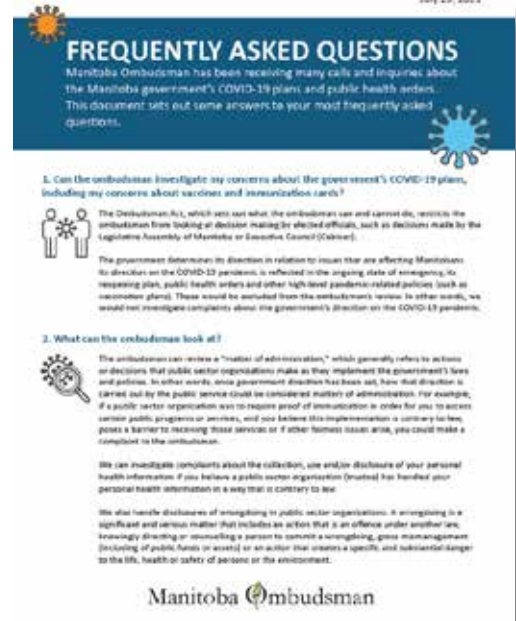 FREQUENTLY ASKED QUESTIONS
Manitoba Ombudsman has been receiving many calls and inquiries about
the Manitoba government's COVID-19 plans and public health orders.
This document sets out some answers to your most frequently asked
questions.
1. Can the ombudsman investigate my concerns about the government's COVID-19 plans,
including my concerns about vaccines and immunization cards?
The Ombudsman Act, which sets out what the ombudsman can and cannot do, restricts the
ombudsman from looking at decision making by elected officials, such as decisions made by the
Legislative Assembly of Manitoba or Executive Council (Cabinet).
The government determines its direction in relation to issues that are affecting Manitobans.
Its direction on the COVID-19 pandemic is reflected in the ongoing state of emergency, its
reopening plan, public health orders and other high level pandemic-related policies (such as
vaccination plans). These would be excluded from the ombudsman's review. In other words, we
would not investigate complaints about the government's direction on the COVID-19 pandemic.
2. What can the ombudsman look at?
The ombudsman can review a "matter of administration," which generally refers to actions
or decisions that public sector organizations make as they implement the government's laws
and policies. In other words, once government direction has been set, how that direction is
carried out by the public service could be considered matters of administration. For example,
if a public sector organization was to require proof of immunization in order for you to access
certain public programs or services, and you believe this implementation is contrary to law,
poses a barrier to receiving those services or if other fairness issues arise, you could make a
complaint to the ombudsman.
We can investigate complaints about the collection, use and/or disclosure of your personal
health information if you believe a public sector organization (trustee) has handled your
personal health information in a way that is contrary to law.
We also handle disclosures of wrongdoing in public sector organizations. A wrongdoing is a
significant and serious matter that includes an action that is an offence under another law,
knowingly directing or counselling a person to commit a wrongdoing, gross mismanagement
(including of public funds or assets) or an action that creates a specific and substantial danger
to the life, health or safety of persons or the environment.
Manitoba Ombudsman